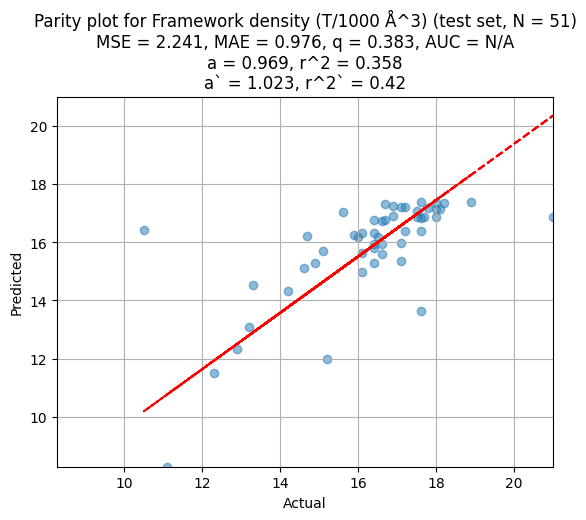 Parity plot for Framework density (T/1000 Å^3) (test set, N = 51)
MSE = 2.241, MAE = 0.976, q = 0.383, AUC = N/A
a = 0.969, r^2 = 0.358
a` = 1.023, r^2` = 0.42
20
18
16
14
12
10
Predicted
10 12 14 16 18 20
Actual